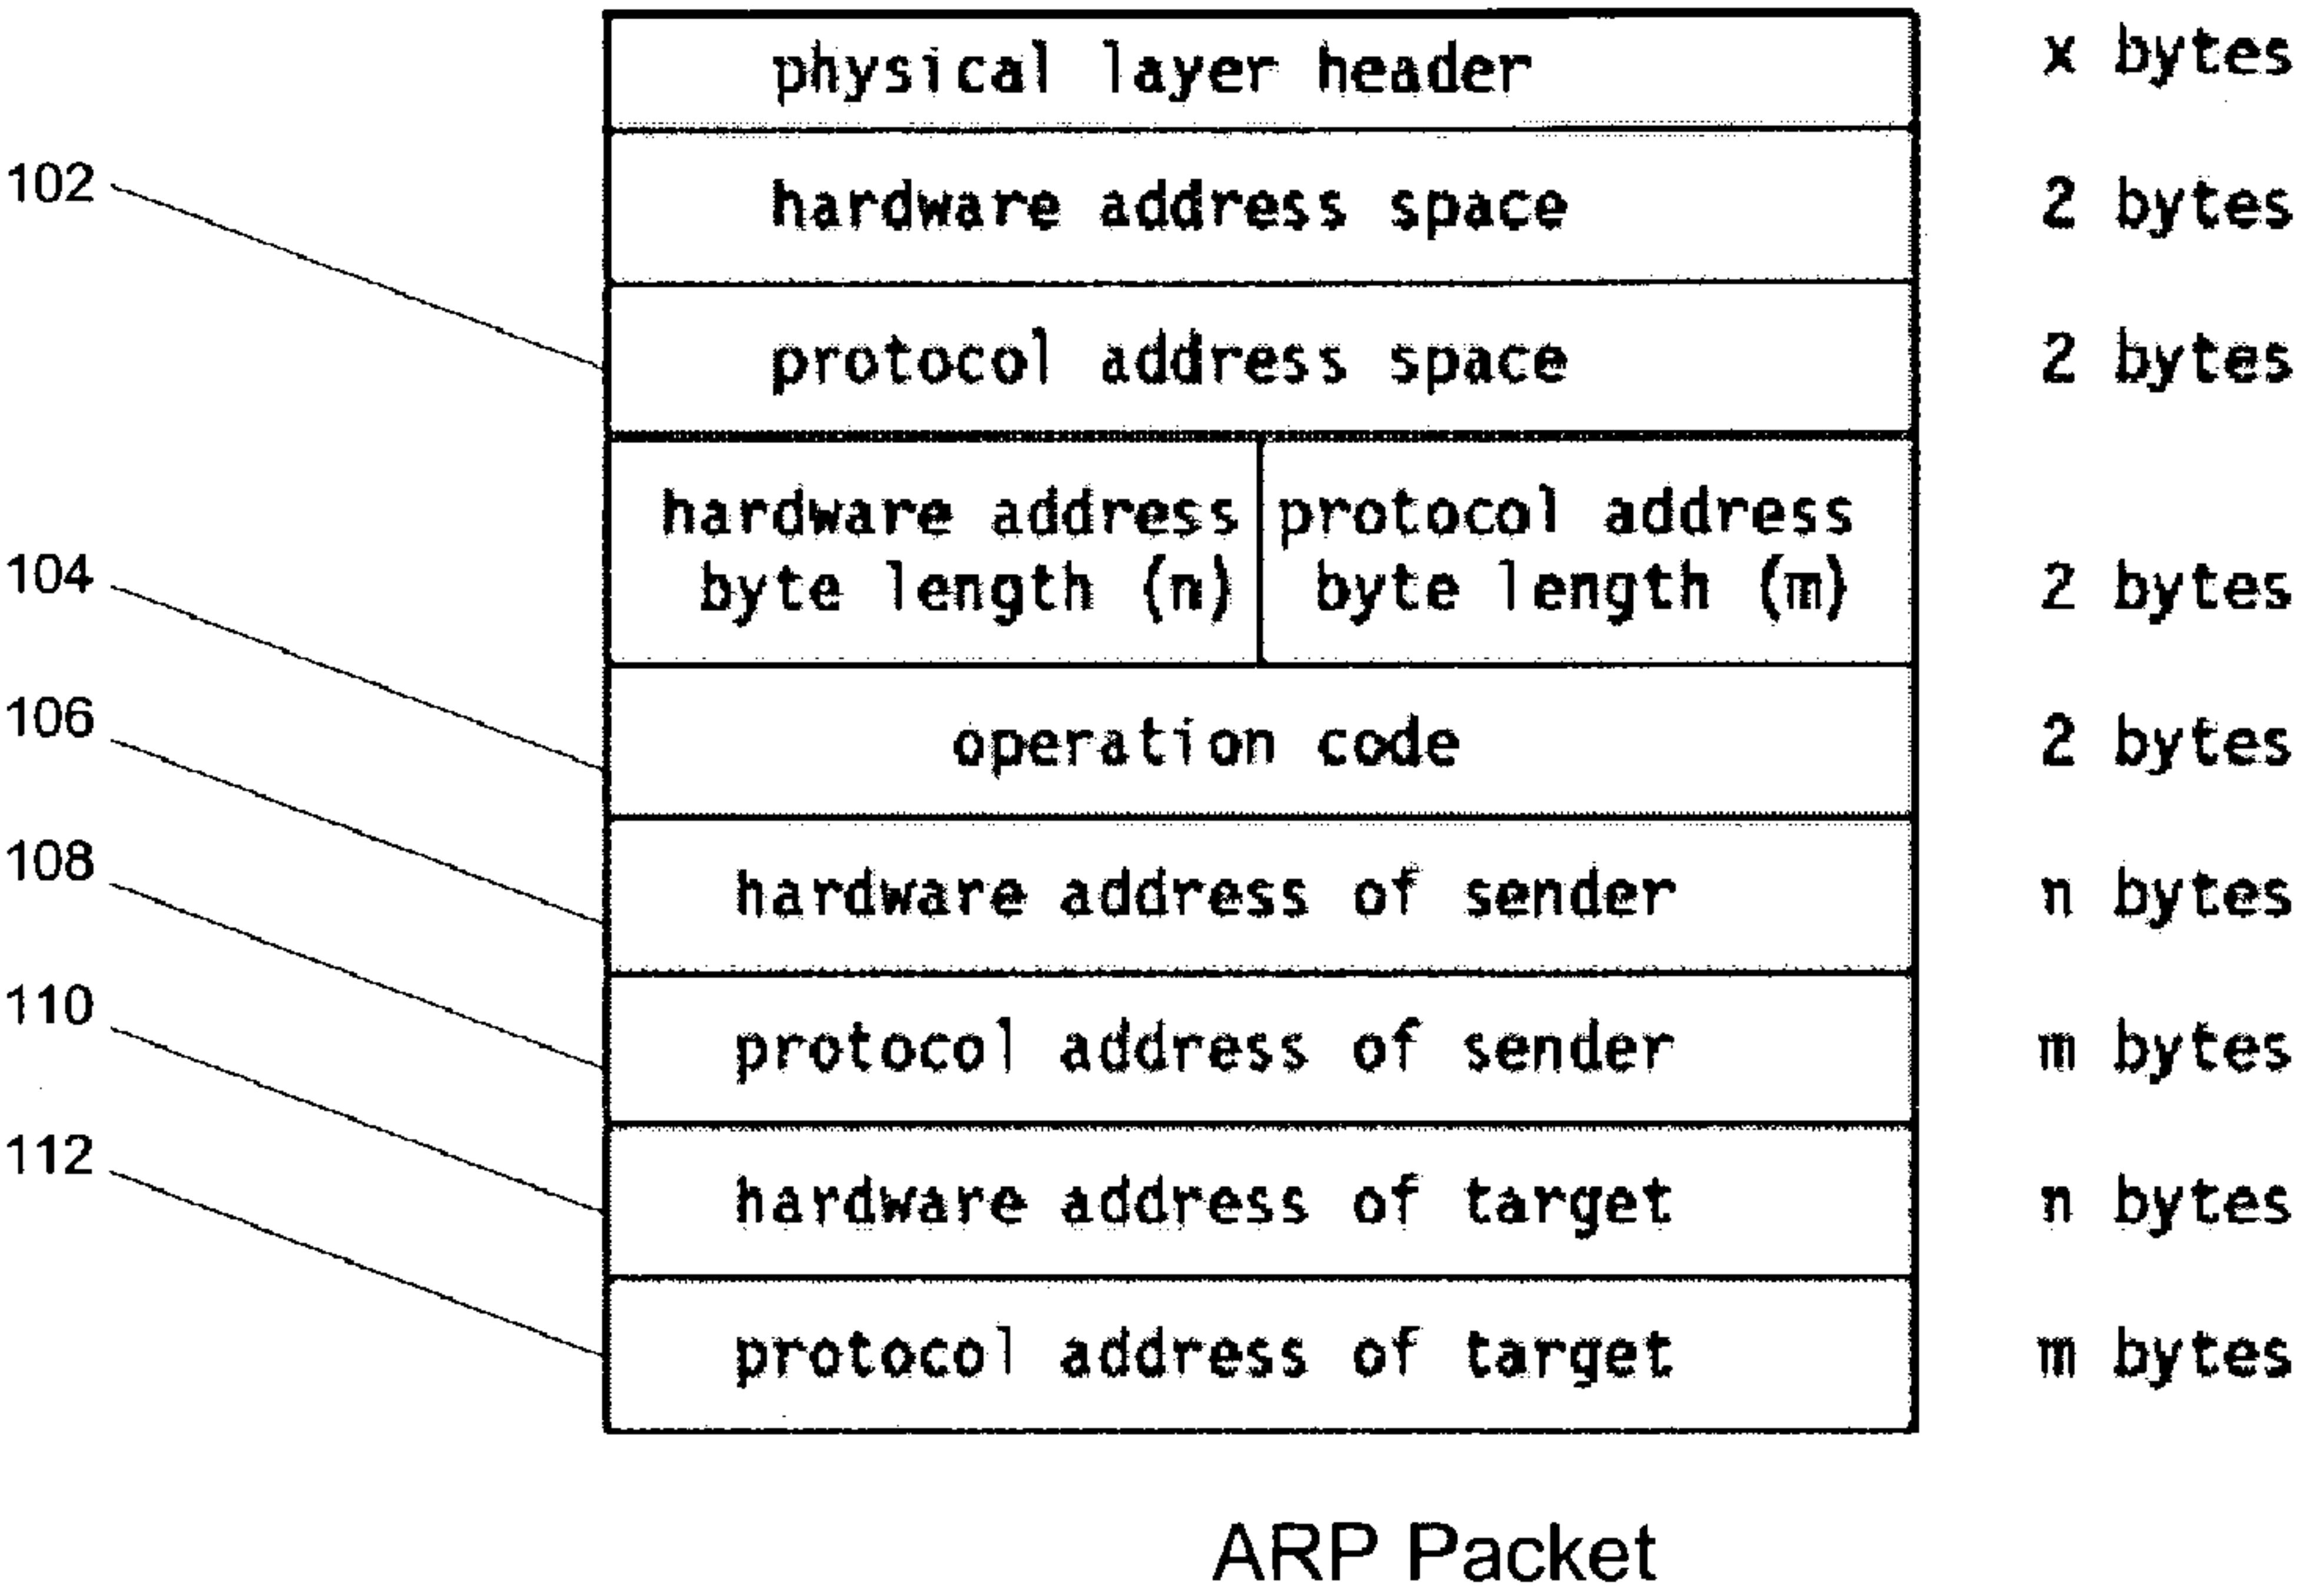 physical layer header x bytes
102 hardware address space 2 bytes
protocol address space 2 bytes
hardware address protocol address
104 byte length (n) byte length (m) 2 bytes
106 operation code 2 bytes
108 hardware address of sender n bytes
110 protocol address of sender m bytes
112 hardware address of target n bytes
protocol address of target m bytes
ARP Packet